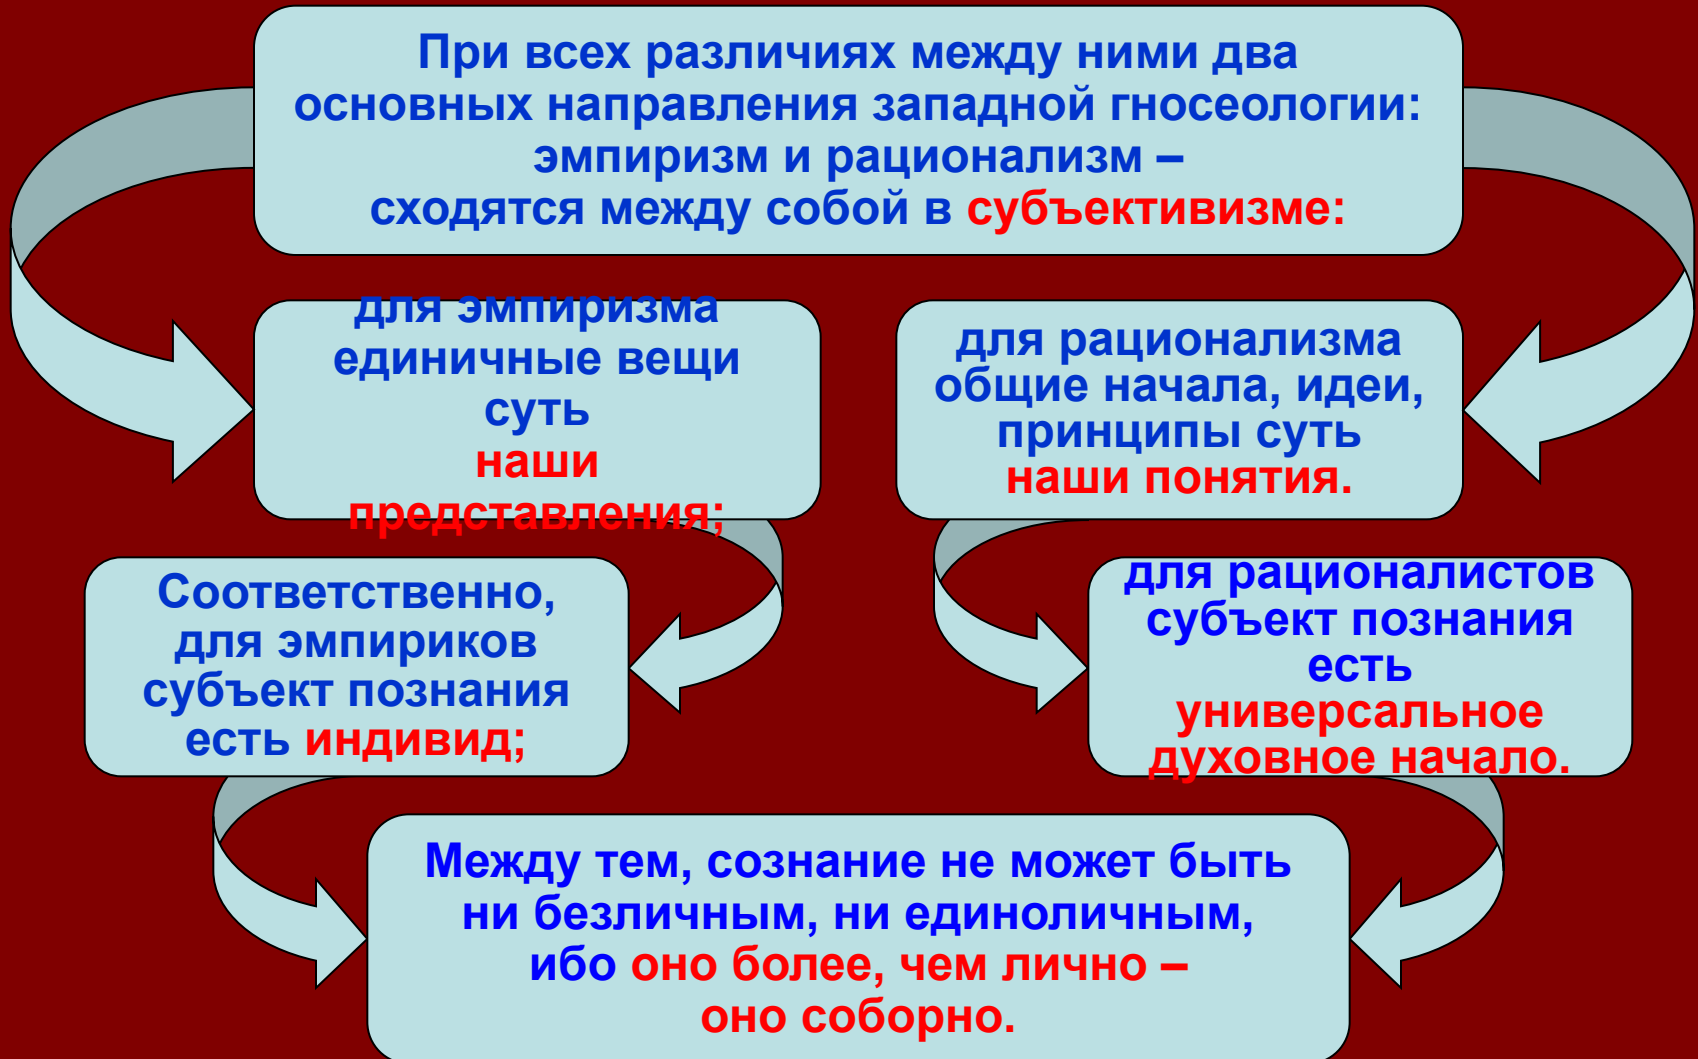 При всех различиях между ними два
основных направления западной гносеологии:
эмпиризм и рационализм –
сходятся между собой в субъективизме:
для эмпиризма
единичные вещи
суть
наши
представления;
для рационализма
общие начала, идеи,
принципы суть
наши понятия.
Соответственно,
для эмпириков
субъект познания
есть индивид;
для рационалистов
субъект познания
есть
универсальное
духовное начало.
Между тем, сознание не может быть
ни безличным, ни единоличным,
ибо оно более, чем лично –
оно соборно.